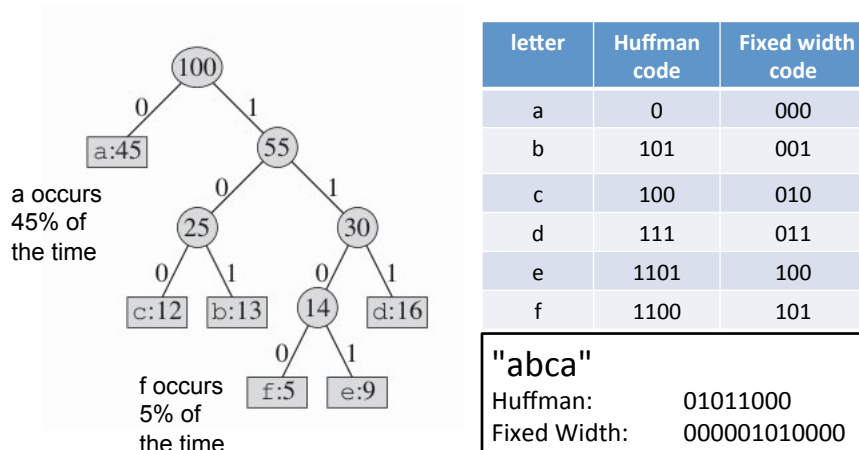 100
0 1
a:45 55
a occurs
45% of
the time
0 1
25 30
0 1 0 1
c:12 b:13 14 d:16
0 1
f:5 e:9
f occurs
5% of
the time
letter Huffman code Fixed width code
a 0 000
b 101 001
c 100 010
d 111 011
e 1101 100
f 1100 101
"abca"
Huffman: 01011000
Fixed Width: 000001010000